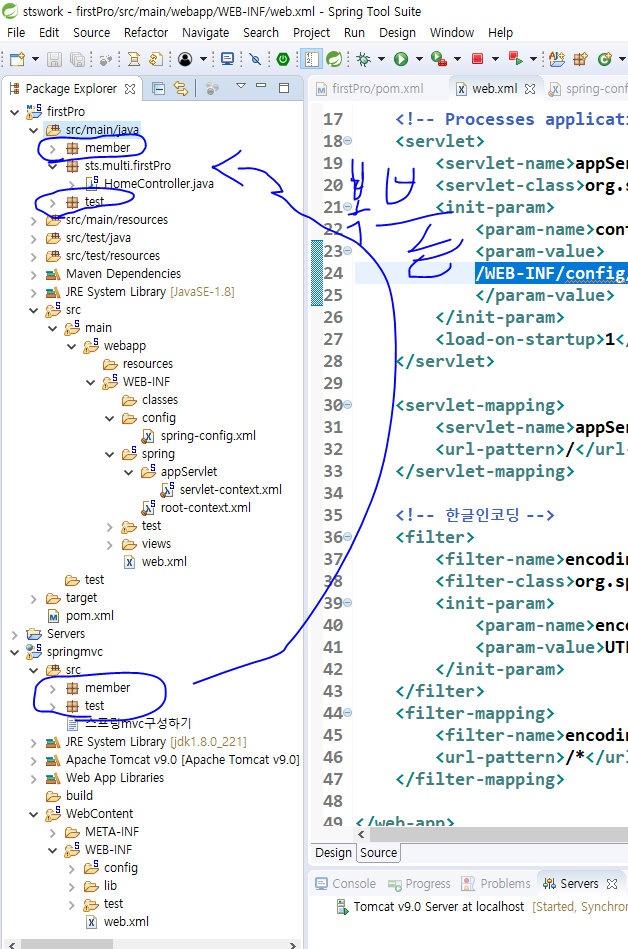 stswork - firstPro/src/main/webapp/WEB-INF/web.xml - Spring Tool Suite
File Edit Source Refactor Navigate Search Project Run Design Window Help
Package Explorer
firstPro/pom.xml
web.xml
spring-conf
firstPro
src/main/java
member
sts.multi.firstPro
HomeController.java
test
src/main/resources
src/test/java
src/test/resources
Maven Dependencies
JRE System Library [JavaSE-1.8]
src
main
webapp
resources
WEB-INF
classes
config
spring-config.xml
spring
appServlet
servlet-context.xml
root-context.xml
test
views
web.xml
test
target
pom.xml
Servers
springmvc
src
member
test
스프링mvc구성하기
JRE System Library [jdk1.8.0_221]
Apache Tomcat v9.0 [Apache Tomcat v9.0]
Web App Libraries
build
WebContent
META-INF
WEB-INF
config
lib
test
web.xml
17 <!-- Processes applicati
18 <servlet>
19 <servlet-name>appSer
20 <servlet-class>org.s
21 <init-param>
22 <param-name>conf
23 <param-value>
24 /WEB-INF/config/
25 </param-value>
26 </init-param>
27 <load-on-startup>1</
28 </servlet>
29
30 <servlet-mapping>
31 <servlet-name>appSer
32 <url-pattern>/</url-
33 </servlet-mapping>
34
35 <!-- 한글인코딩 -->
36 <filter>
37 <filter-name>encodin
38 <filter-class>org.sp
39 <init-param>
40 <param-name>enco
41 <param-value>UTF
42 </init-param>
43 </filter>
44 <filter-mapping>
45 <filter-name>encodin
46 <url-pattern>/*</url
47 </filter-mapping>
48
49 </web-app>
Design Source
Console Progress Problems Servers
Tomcat v9.0 Server at localhost [Started, Synchron